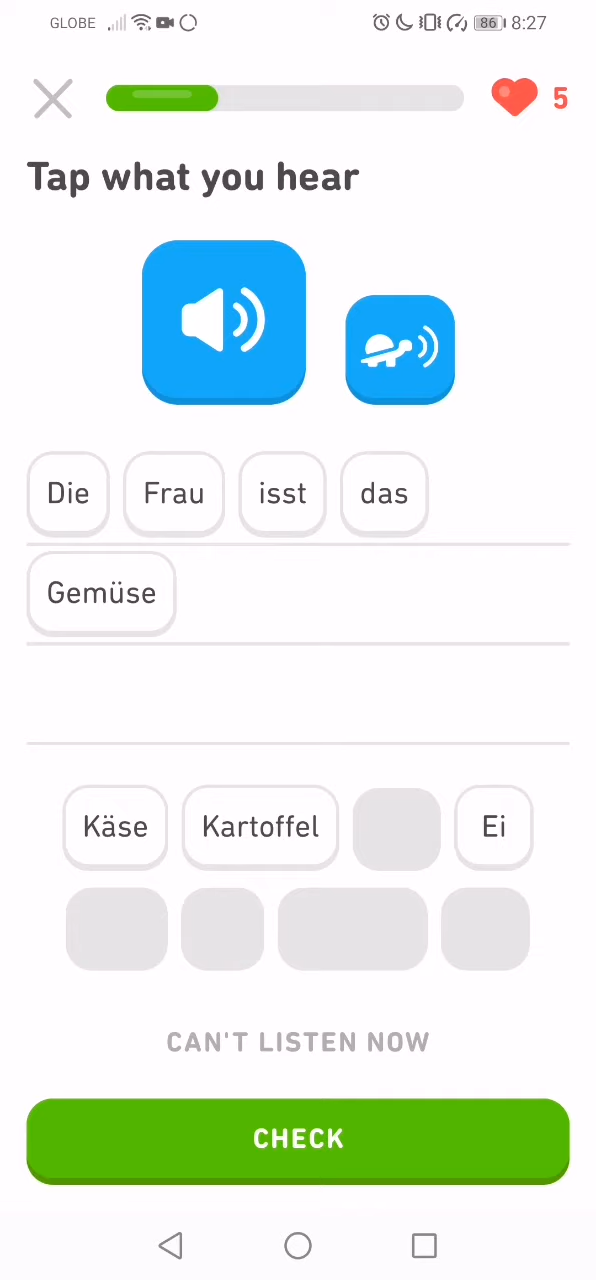 GLOBE 86 8:27
5
Tap what you hear
Die Frau isst das
Gemüse
Käse Kartoffel Ei
CAN'T LISTEN NOW
CHECK